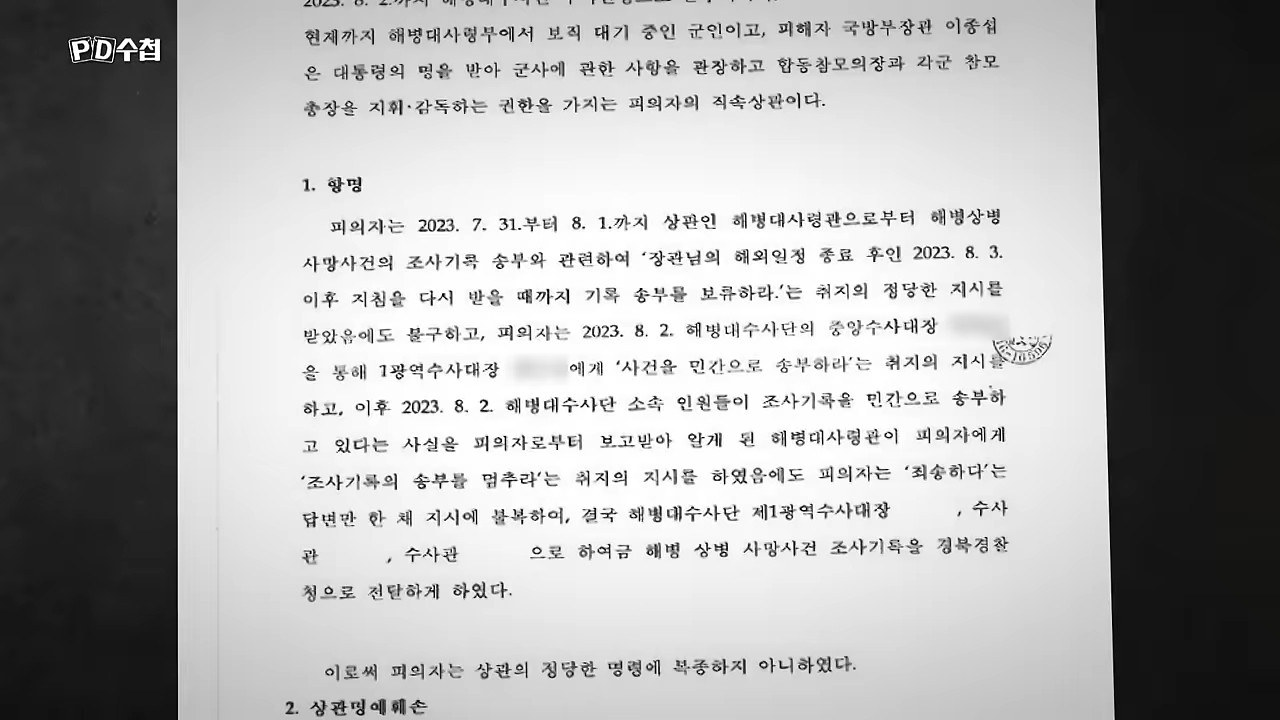 PD수첩
현재까지 해병대사령부에서 보직 대기 중인 군인이고, 피해자 국방부장관 이종섭
은 대통령의 명을 받아 군사에 관한 사항을 관장하고 합동참모의장과 각군 참모
총장을 지휘·감독하는 권한을 가지는 피의자의 직속상관이다.
1. 항명
피의자는 2023. 7. 31.부터 8. 1.까지 상관인 해병대사령관으로부터 해병상병
사망사건의 조사기록 송부와 관련하여 '장관님의 해외일정 종료 후인 2023. 8. 3.
이후 지침을 다시 받을 때까지 기록 송부를 보류하라.'는 취지의 정당한 지시를
받았음에도 불구하고, 피의자는 2023. 8. 2. 해병대수사단의 중앙수사대장
을 통해 1광역수사대장 에게 '사건을 민간으로 송부하라'는 취지의 지시를
하고, 이후 2023. 8. 2. 해병대수사단 소속 인원들이 조사기록을 민간으로 송부하
고 있다는 사실을 피의자로부터 보고받아 알게 된 해병대사령관이 피의자에게
'조사기록의 송부를 멈추라'는 취지의 지시를 하였음에도 피의자는 '죄송하다'는
답변만 한 채 지시에 불복하여, 결국 해병대수사단 제1광역수사대장 , 수사
관 , 수사관 으로 하여금 해병 상병 사망사건 조사기록을 경북경찰
청으로 전달하게 하였다.
이로써 피의자는 상관의 정당한 명령에 복종하지 아니하였다.
2. 상관명예훼손